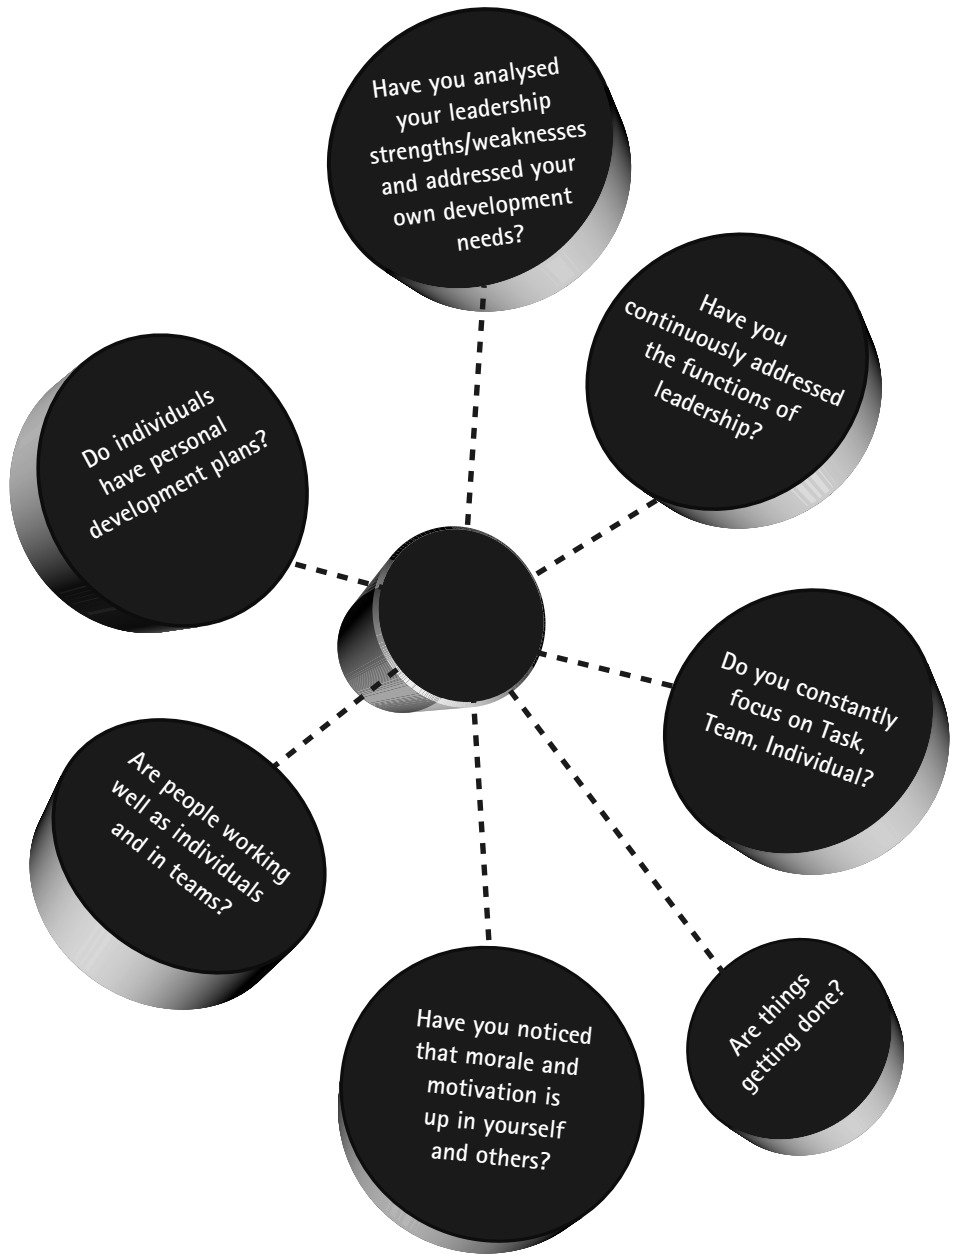 Have you analysed
your leadership
strengths/weaknesses
and addressed your
own development
needs?
Have you
continuously addressed
the functions of
leadership?
Do you constantly
focus on Task,
Team, Individual?
Are things
getting done?
Have you noticed
that morale and
motivation is
up in yourself
and others?
Are people working
well as individuals
and in teams?
Do individuals
have personal
development plans?